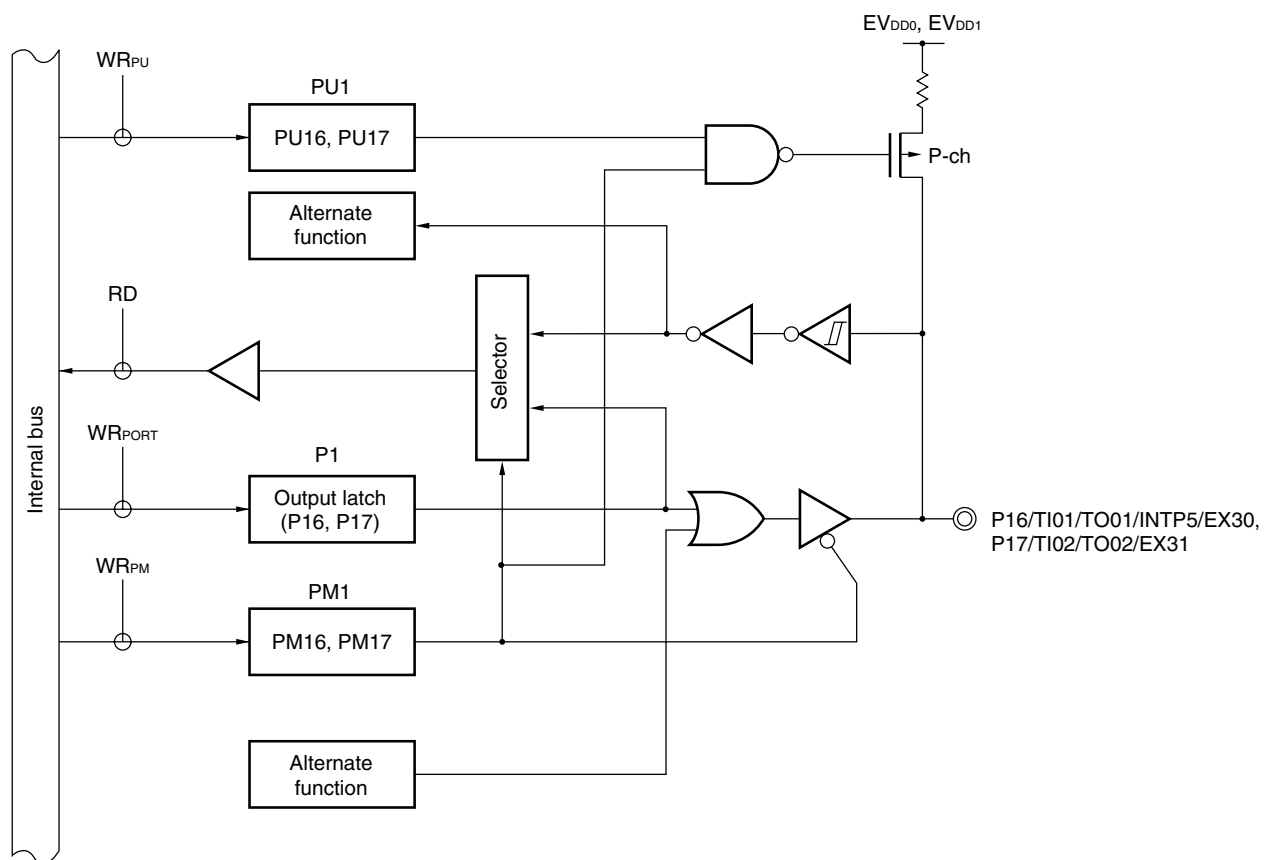 EVDD0, EVDD1
WRPU
PU1
PU16, PU17
P-ch
Alternate
function
RD
Selector
Internal bus
WRPORT
P1
Output latch
(P16, P17)
P16/TI01/TO01/INTP5/EX30,
P17/TI02/TO02/EX31
WRPM
PM1
PM16, PM17
Alternate
function